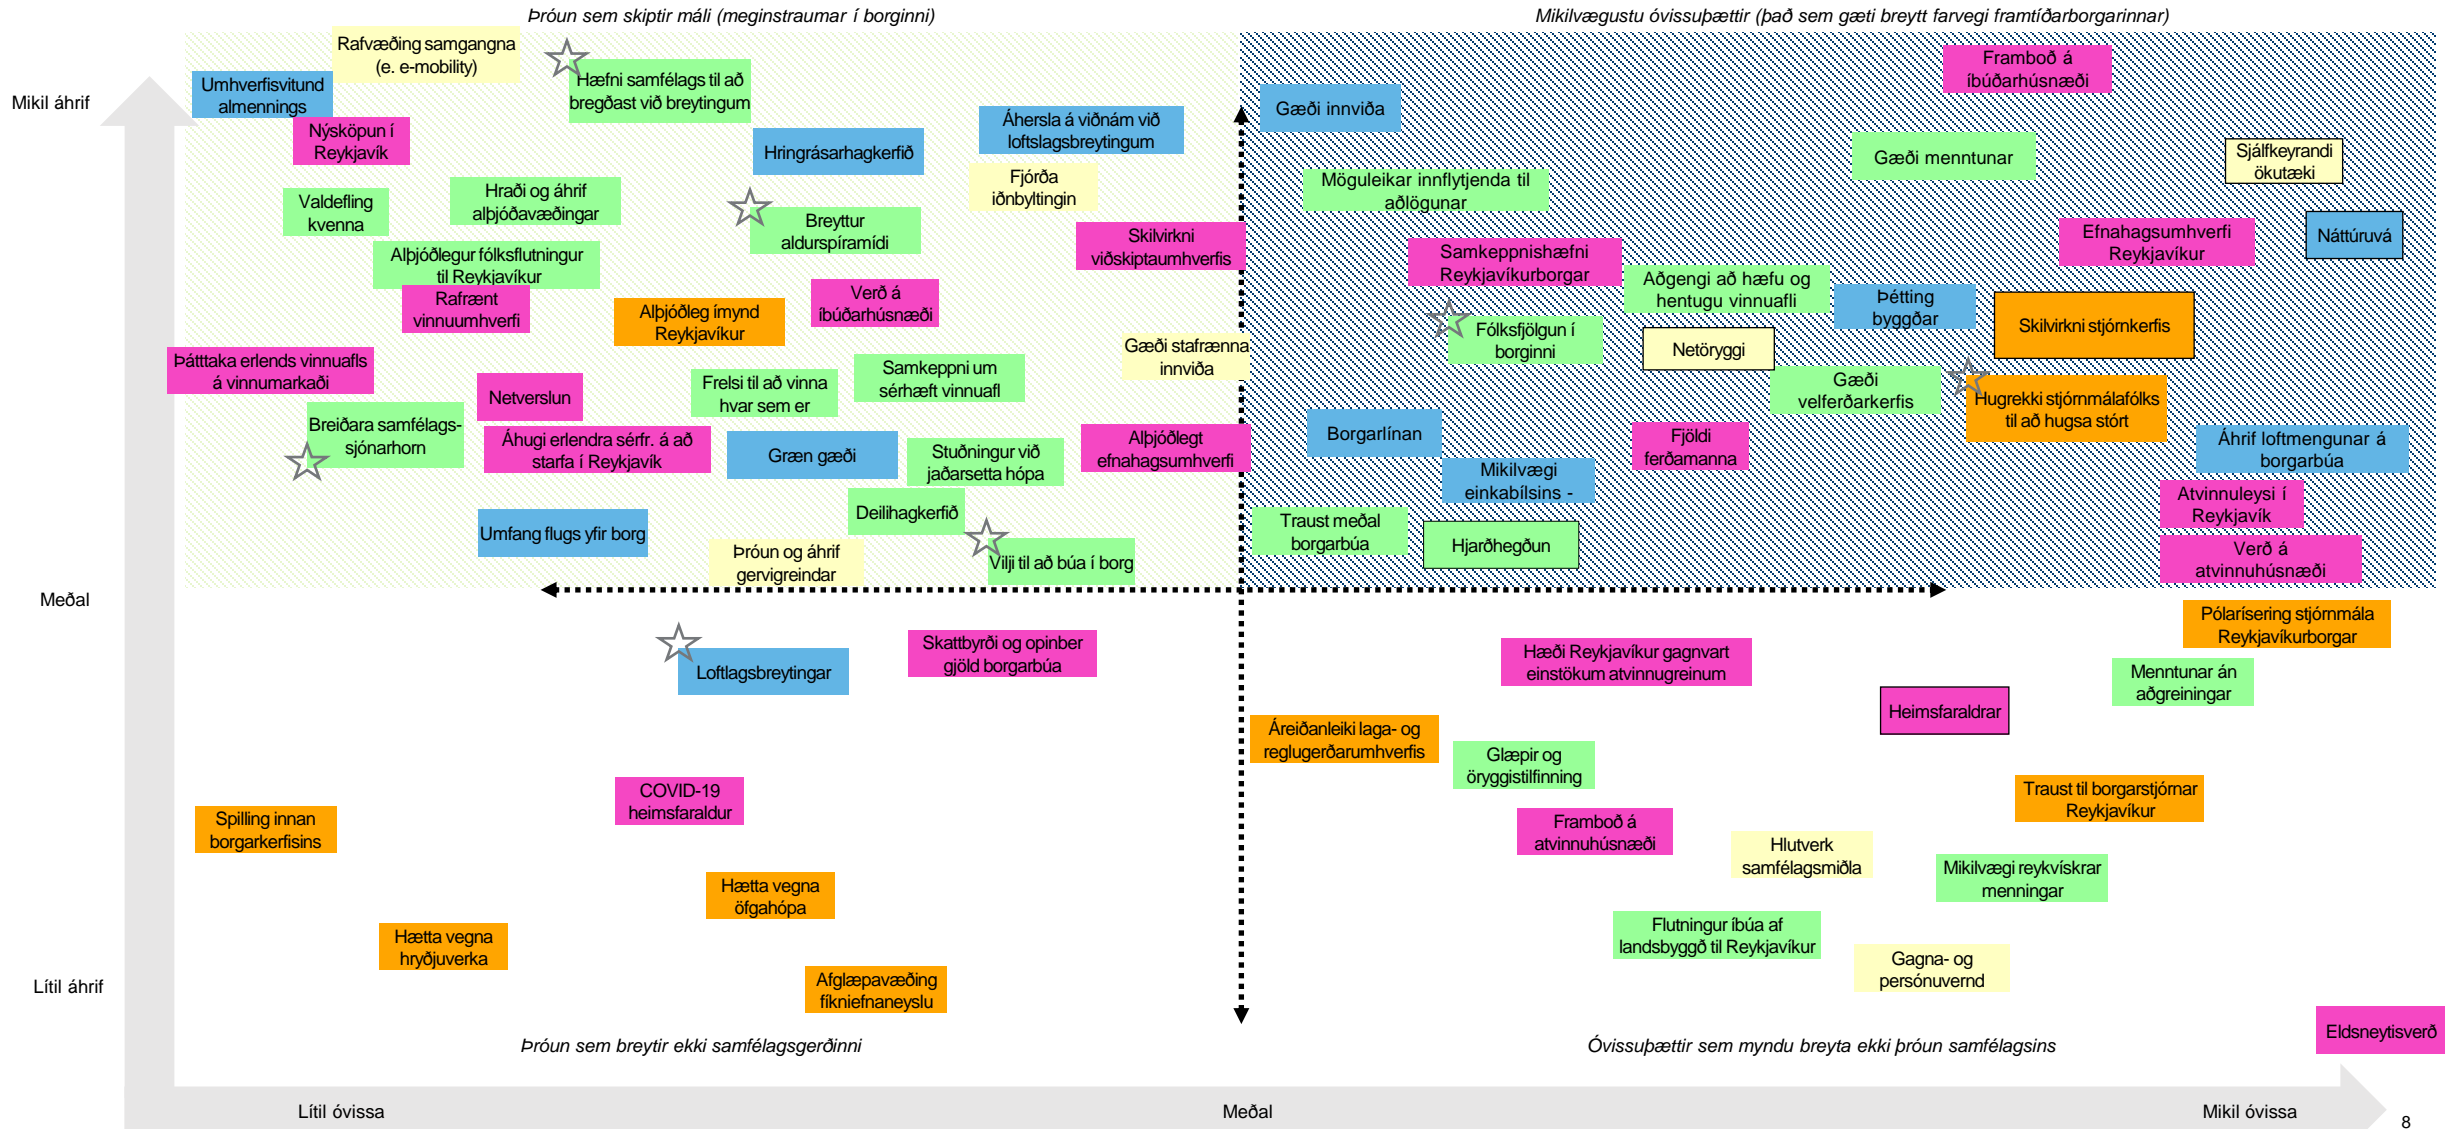 Þróun sem skiptir máli (meginstraumar í borginni)
Mikilvægustu óvissuþættir (það sem gæti breytt farvegi framtíðarborgarinnar)
Mikil áhrif
Meðal
Lítil áhrif
Rafvæðing samgangna
(e. e-mobility)
Umhverfisvitund
almennings
Nýsköpun í
Reykjavík
Hæfni samfélags til að
bregðast við breytingum
Hringrásarhagkerfið
Áhersla á viðnám við
loftslagsbreytingum
Fjórða
iðnbyltingin
Valdefling
kvenna
Hraði og áhrif
alþjóðavæðingar
Breyttur
aldurspíramídi
Skilvirkni
viðskiptaumhverfis
Alþjóðlegur fólksflutningur
til Reykjavíkur
Rafrænt
vinnuumhverfi
Alþjóðleg ímynd
Reykjavíkur
Verð á
íbúðarhúsnæði
Gæði stafrænna
innviða
Þátttaka erlends vinnuafls
á vinnumarkaði
Netverslun
Frelsi til að vinna
hvar sem er
Samkeppni um
sérhæft vinnuafl
Breiðara samfélags-
sjónarhorn
Áhugi erlendra sérfr. á að
starfa í Reykjavík
Græn gæði
Stuðningur við
jaðarsetta hópa
Alþjóðlegt
efnahagsumhverfi
Umfang flugs yfir borg
Deilihagkerfið
Þróun og áhrif
gervigreindar
Vilji til að búa í borg
Gæði innviða
Framboð á
íbúðarhúsnæði
Gæði menntunar
Sjálfkeyrandi
ökutæki
Möguleikar innflytjenda til
aðlögunar
Samkeppnishæfni
Reykjavíkurborgar
Efnahagsumhverfi
Reykjavíkur
Náttúruvá
Aðgengi að hæfu og
hentugu vinnuafli
Þétting
byggðar
Skilvirkni stjórnkerfis
Fólksfjölgun í
borginni
Netöryggi
Gæði
velferðarkerfis
Hugrekki stjórnmálafólks
til að hugsa stórt
Borgarlínan
Fjöldi
ferðamanna
Áhrif loftmengunar á
borgarbúa
Mikilvægi
einkabílsins -
Atvinnuleysi í
Reykjavík
Traust meðal
borgarbúa
Hjarðhegðun
Verð á
atvinnuhúsnæði
Loftlagsbreytingar
Skattbyrði og opinber
gjöld borgarbúa
COVID-19
heimsfaraldur
Spilling innan
borgarkerfisins
Hætta vegna
öfgahópa
Hætta vegna
hryðjuverka
Afglæpavæðing
fíkniefnaneyslu
Þróun sem breytir ekki samfélagsgerðinni
Pólarísering stjórnmála
Reykjavíkurborgar
Hæði Reykjavíkur gagnvart
einstökum atvinnugreinum
Menntunar án
aðgreiningar
Heimsfaraldrar
Áreiðanleiki laga- og
reglugerðarumhverfis
Glæpir og
öryggistilfinning
Traust til borgarstjórnar
Reykjavíkur
Framboð á
atvinnuhúsnæði
Hlutverk
samfélagsmiðla
Mikilvægi reykvískrar
menningar
Flutningur íbúa af
landsbyggð til Reykjavíkur
Gagna- og
persónuvernd
Eldsneytisverð
Óvissuþættir sem myndu breyta ekki þróun samfélagsins
Lítil óvissa
Meðal
Mikil óvissa
8